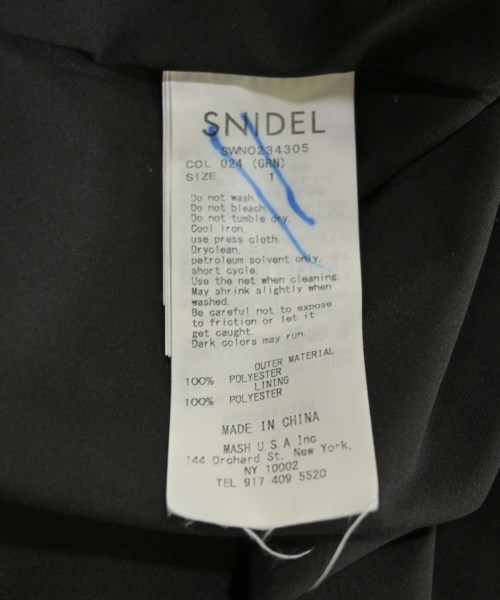 SNIDEL
SWNO234305
COL 024 (GRN)
SIZE 1
Do not wash.
Do not bleach.
Do not tumble dry.
Cool iron.
use press cloth.
Dryclean,
petroleum solvent only,
short cycle.
Use the net when cleaning.
May shrink slightly when
washed.
Be careful not to expose
to friction or let it
get caught.
Dark colors may run.
OUTER MATERIAL
100% POLYESTER
LINING
100% POLYESTER
MADE IN CHINA
MASH U.S.A Inc
144 Orchard St. New York,
NY 10002
TEL 917 409 5520